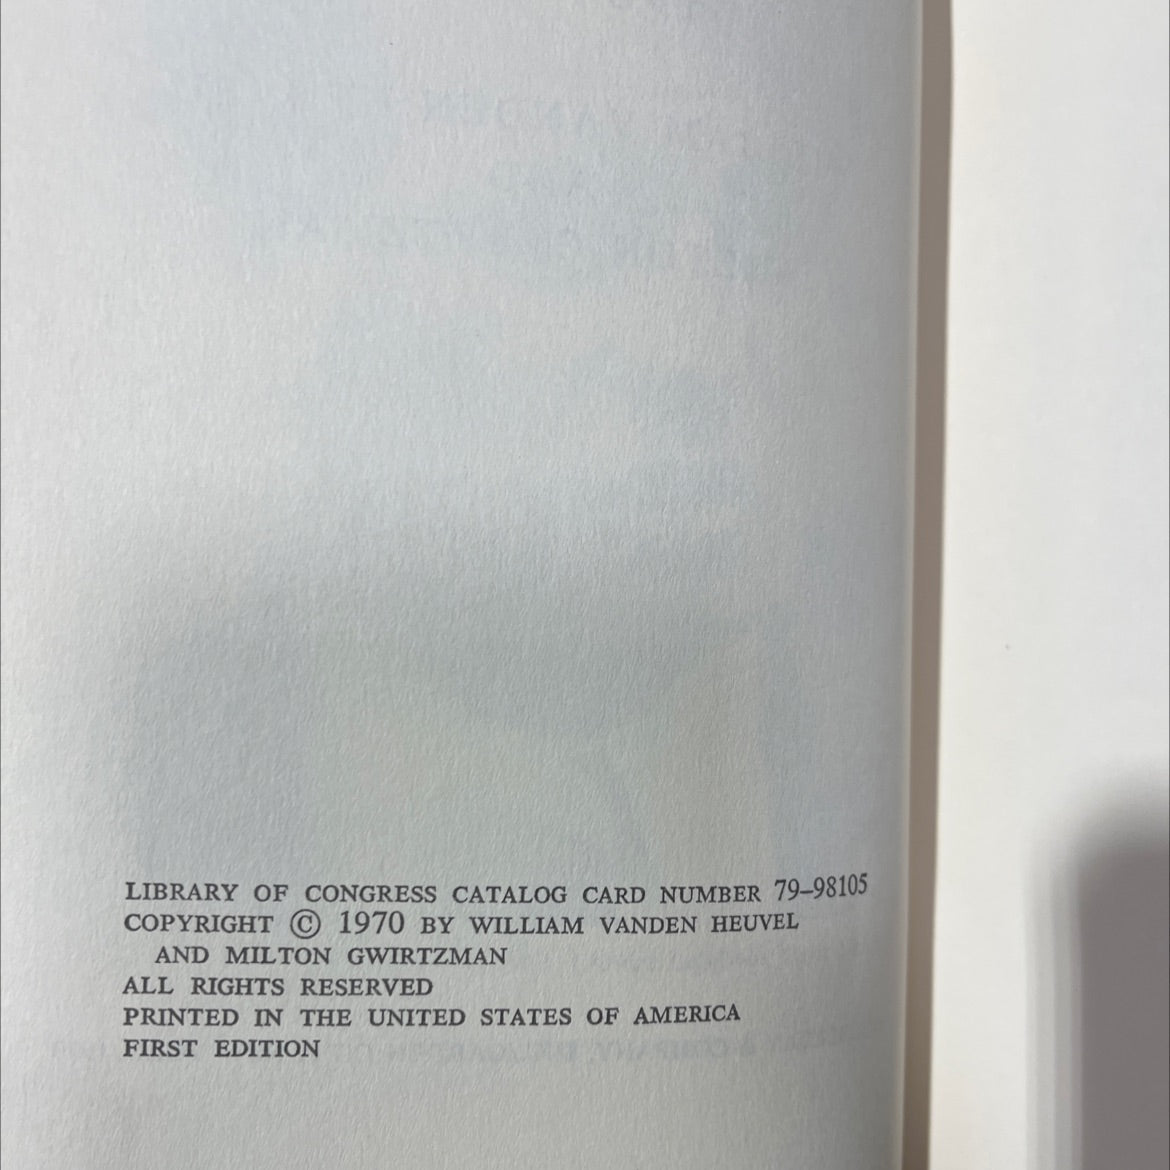 LIBRARY OF CONGRESS CATALOG CARD NUMBER 79–98105
COPYRIGHT © 1970 BY WILLIAM VANDEN HEUVEL
AND MILTON GWIRTZMAN
ALL RIGHTS RESERVED
PRINTED IN THE UNITED STATES OF AMERICA
FIRST EDITION